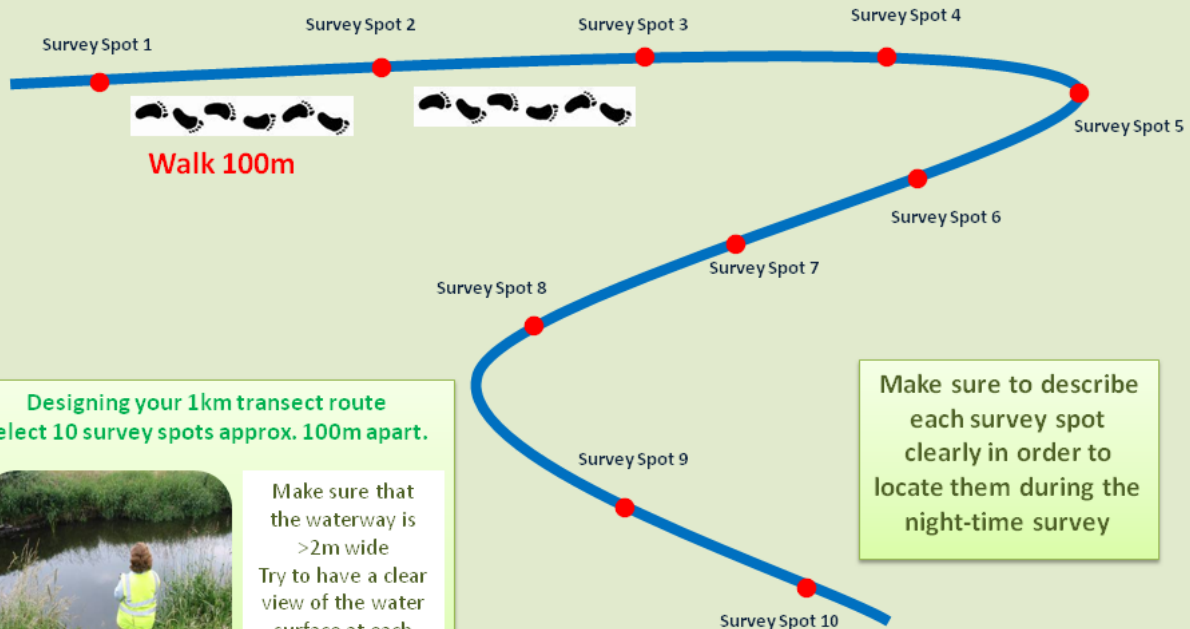 Survey Spot 1
Survey Spot 2
Survey Spot 3
Survey Spot 4
Survey Spot 5
Walk 100m
Survey Spot 6
Survey Spot 7
Survey Spot 8
Survey Spot 9
Survey Spot 10
Designing your 1km transect route
10 survey spots approx. 100m apart.
Make sure that
the waterway is
>2m wide
Try to have a clear
view of the water
surface at each
Make sure to describe
each survey spot
clearly in order to
locate them during the
night-time survey